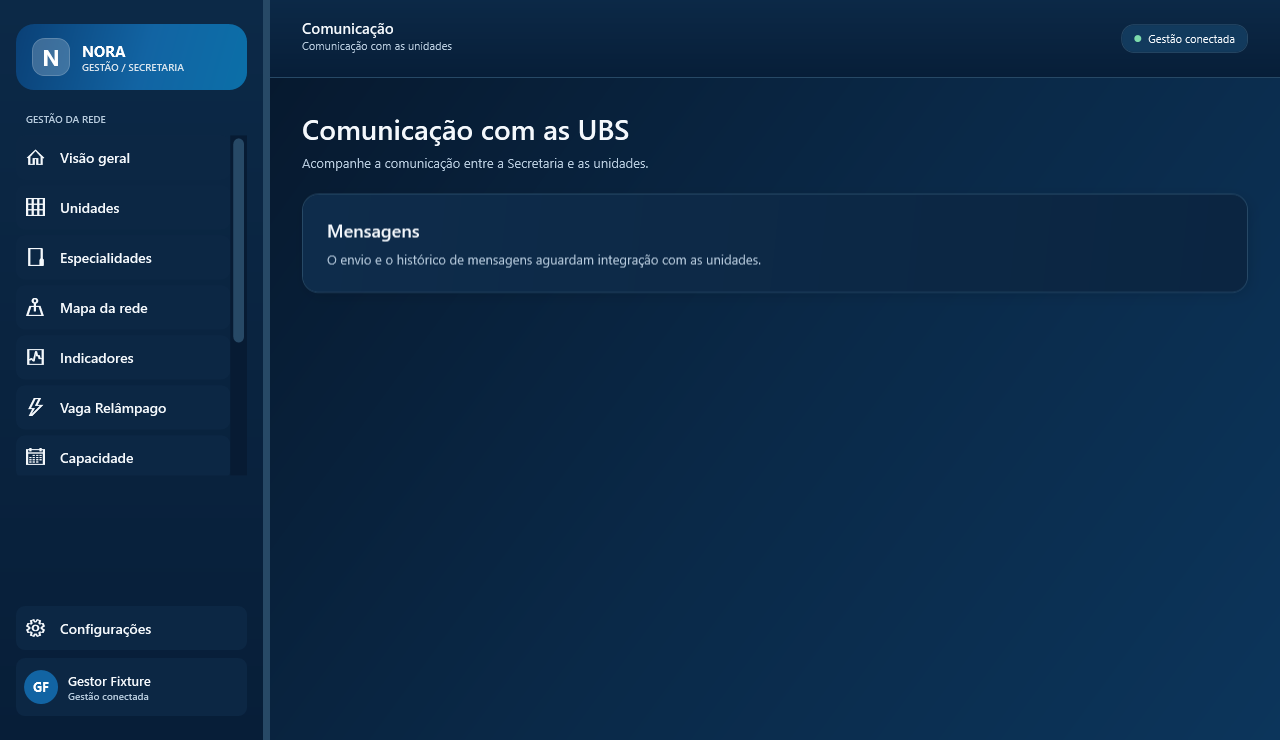 N
NORA
GESTÃO / SECRETARIA
GESTÃO DA REDE
Visão geral
Unidades
Especialidades
Mapa da rede
Indicadores
Vaga Relâmpago
Capacidade
Configurações
GF
Gestor Fixture
Gestão conectada
Comunicação
Comunicação com as unidades
Gestão conectada
Comunicação com as UBS
Acompanhe a comunicação entre a Secretaria e as unidades.
Mensagens
O envio e o histórico de mensagens aguardam integração com as unidades.